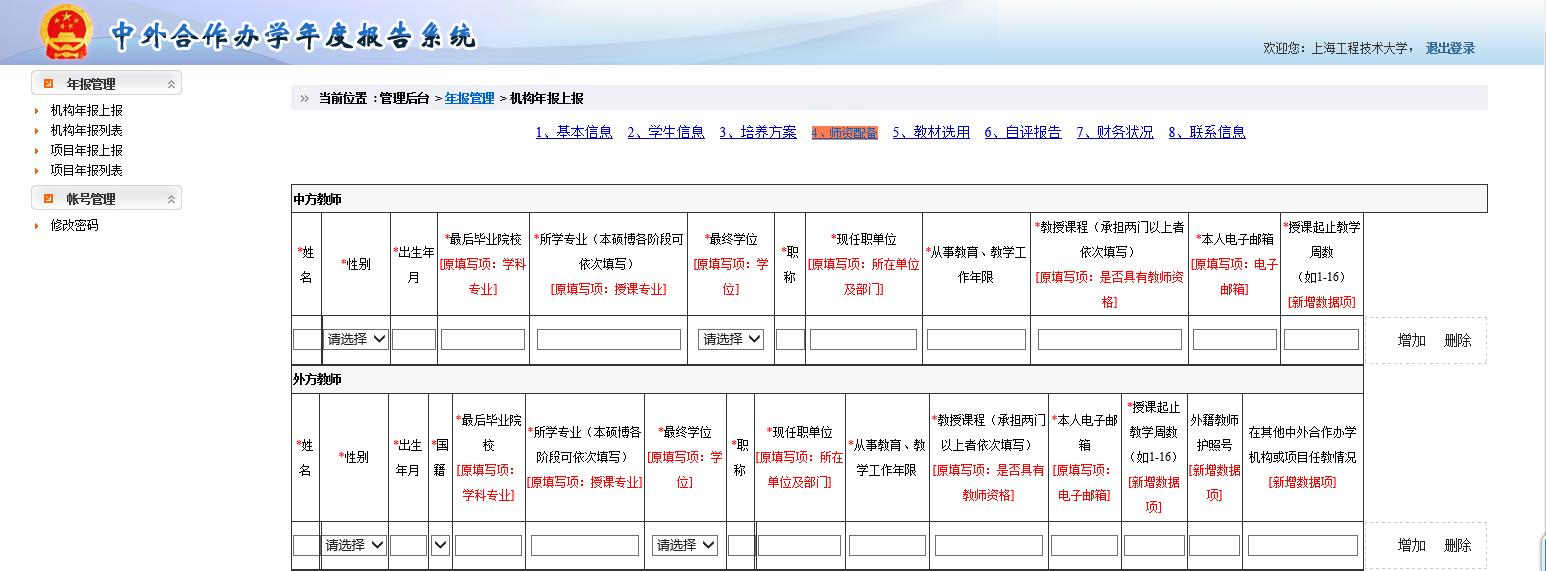 中外合作办学年度报告系统
欢迎您：上海工程技术大学， 退出登录
年报管理
机构年报上报
机构年报列表
项目年报上报
项目年报列表
帐号管理
修改密码
» 当前位置 ：管理后台 > 年报管理 > 机构年报上报
1、基本信息 2、学生信息 3、培养方案 4、师资配备 5、教材选用 6、自评报告 7、财务状况 8、联系信息
中方教师
*姓
名
*性别
*出生年
月
*最后毕业院校
[原填写项：学科
专业]
*所学专业（本硕博各阶段可
依次填写）
[原填写项：授课专业]
*最终学位
[原填写项：学
位]
*职
称
*现任职单位
[原填写项：所在单位
及部门]
*从事教育、教学工
作年限
*教授课程（承担两门以上者
依次填写）
[原填写项：是否具有教师资
格]
*本人电子邮箱
[原填写项：电子
邮箱]
*授课起止教学
周数
（如1-16）
[新增数据项]
请选择
请选择
增加 删除
外方教师
*姓
名
*性别
*出生
年月
*国
籍
*最后毕业院
校
[原填写项：
学科专业]
*所学专业（本硕博各
阶段可依次填写）
[原填写项：授课专业]
*最终学位
[原填写项：学
位]
*职
称
*现任职单位
[原填写项：所在
单位及部门]
*从事教育、教
学工作年限
*教授课程（承担两门
以上者依次填写）
[原填写项：是否具有
教师资格]
*本人电子邮
箱
[原填写项：
电子邮箱]
*授课起止
教学周数
（如1-16）
[新增数据
项]
外籍教师
护照号
[新增数据
项]
在其他中外合作办学
机构或项目任教情况
[新增数据项]
请选择
请选择
增加 删除